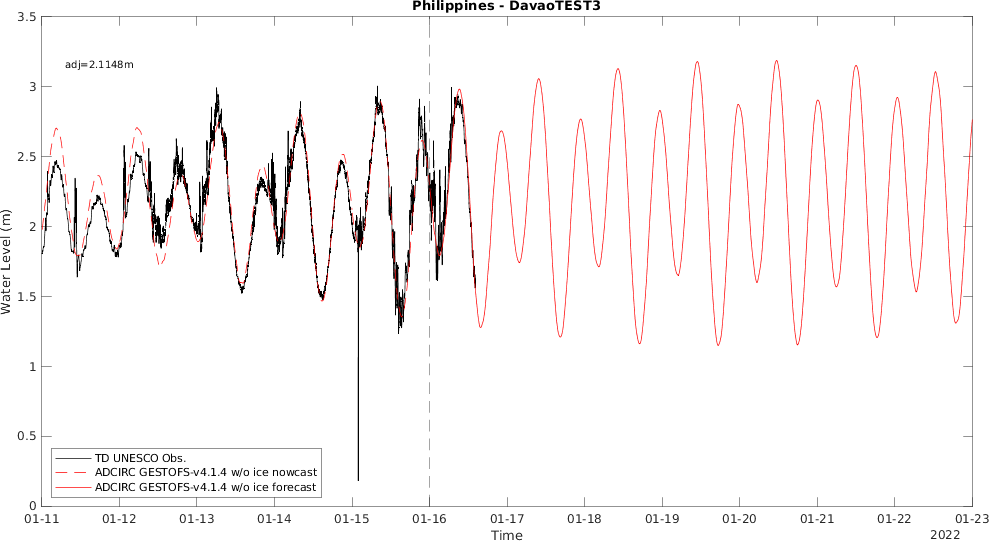 Philippines - DavaoTEST3
3.5
adj=2.1148m
3
2.5
2
1.5
1
0.5
0
Water Level (m)
TD UNESCO Obs.
ADCIRC GESTOFS-v4.1.4 w/o ice nowcast
ADCIRC GESTOFS-v4.1.4 w/o ice forecast
01-11 01-12 01-13 01-14 01-15 01-16 01-17 01-18 01-19 01-20 01-21 01-22 01-23
Time
2022